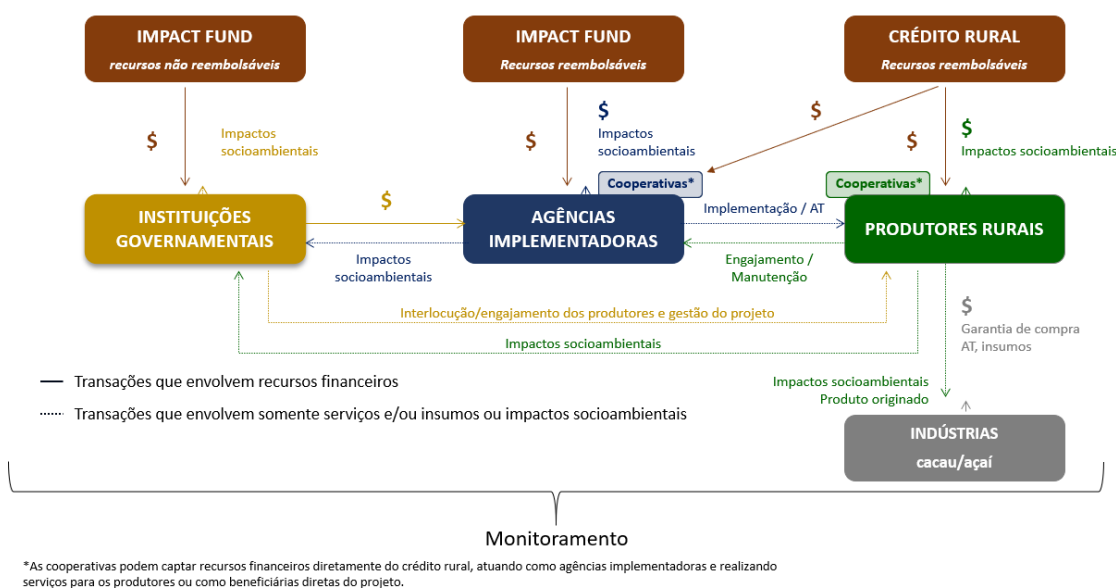 IMPACT FUND
recursos não reembolsáveis
IMPACT FUND
Recursos reembolsáveis
CRÉDITO RURAL
Recursos reembolsáveis
$
Impactos
socioambientais
$
$
Impactos
socioambientais
$
$
$
Impactos socioambientais
Cooperativas*
Cooperativas*
INSTITUIÇÕES
GOVERNAMENTAIS
$
AGÊNCIAS
IMPLEMENTADORAS
Implementação / AT
PRODUTORES RURAIS
Impactos
socioambientais
Engajamento /
Manutenção
Interlocução/engajamento dos produtores e gestão do projeto
Impactos socioambientais
$
Garantia de compra
AT, insumos
Transações que envolvem recursos financeiros
Transações que envolvem somente serviços e/ou insumos ou impactos socioambientais
Impactos socioambientais
Produto originado
INDÚSTRIAS
cacau/açaí
Monitoramento
*As cooperativas podem captar recursos financeiros diretamente do crédito rural, atuando como agências implementadoras e realizando
serviços para os produtores ou como beneficiárias diretas do projeto.